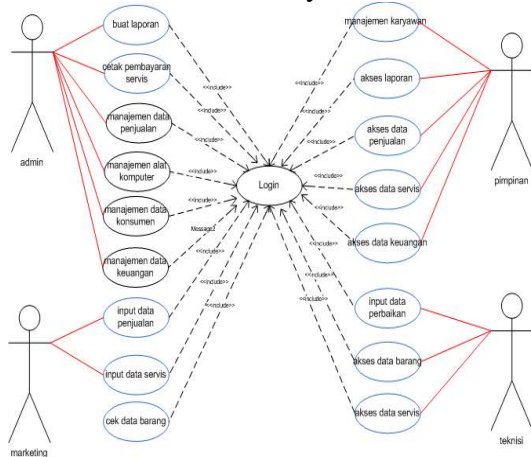 buat laporan
cetak pembayaran
servis
manajemen data
penjualan
manajemen alat
komputer
manajemen data
konsumen
manajemen data
keuangan
admin
input data
penjualan
input data servis
cek data barang
marketing
Login
manajemen karyawan
akses laporan
akses data
penjualan
akses data servis
akses data keuangan
pimpinan
input data
perbaikan
akses data barang
akses data servis
teknisi
<<include>>
<<include>>
<<include>>
<<include>>
<<include>>
Message2
<<include>>
<<include>>
<<include>>
<<include>>
<<include>>
<<include>>
<<include>>
<<include>>
<<include>>
<<include>>
<<include>>